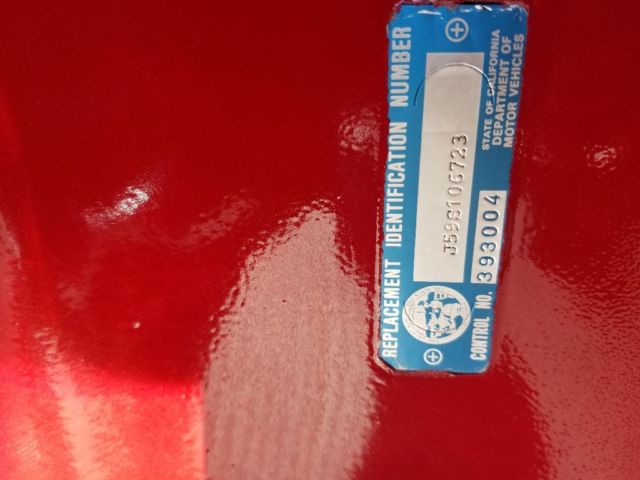 REPLACEMENT IDENTIFICATION NUMBER
J59S106723
CONTROL NO. 393004
STATE OF CALIFORNIA
DEPARTMENT OF
MOTOR VEHICLES